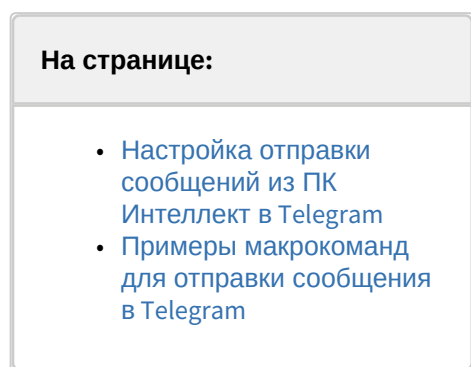 На странице:
• Настройка отправки
сообщений из ПК
Интеллект в Telegram
• Примеры макрокоманд
для отправки сообщения
в Telegram